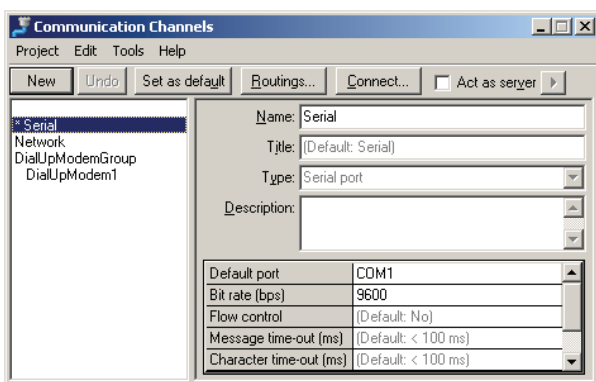 Communication Channels
Project Edit Tools Help
New Undo Set as default Routings... Connect... Act as server
* Serial
Network
DialUpModemGroup
DialUpModem1
Name: Serial
Title: (Default: Serial)
Type: Serial port
Description:
Default port COM1
Bit rate (bps) 9600
Flow control (Default: No)
Message time-out (ms) (Default: < 100 ms)
Character time-out (ms) (Default: < 100 ms)